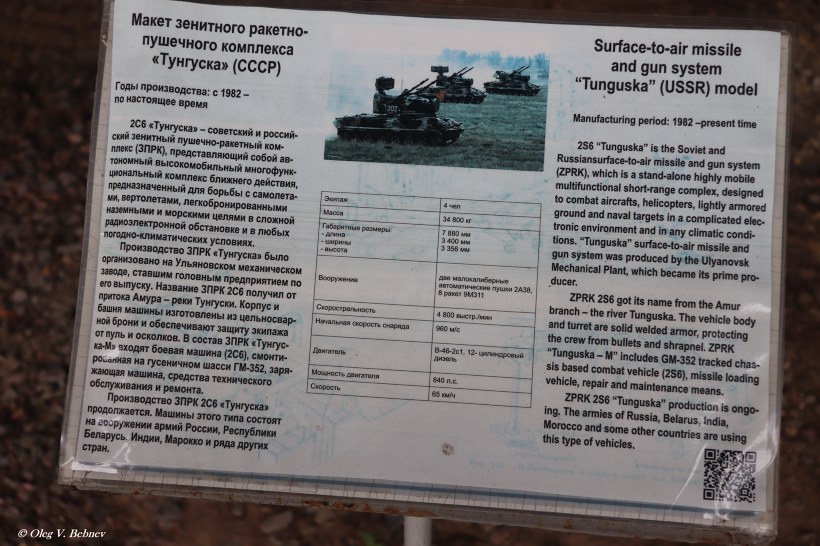 Макет зенитного ракетно-
пушечного комплекса
«Тунгуска» (СССР)
Годы производства: с 1982 –
по настоящее время
2С6 «Тунгуска» – советский и россий-
ский зенитный пушечно-ракетный ком-
плекс (ЗПРК), представляющий собой ав-
тономный высокомобильный многофунк-
циональный комплекс ближнего действия,
предназначенный для борьбы с самолета-
ми, вертолетами, легкобронированными
наземными и морскими целями в сложной
радиоэлектронной обстановке и в любых
погодно-климатических условиях.
Производство ЗПРК «Тунгуска» было
организовано на Ульяновском механическом
заводе, ставшим головным предприятием по
его выпуску. Название ЗПРК 2С6 получил от
притока Амура – реки Тунгуски. Корпус и
башня машины изготовлены из цельносвар-
ной брони и обеспечивают защиту экипажа
от пуль и осколков. В состав ЗПРК «Тунгус-
ка-М» входят боевая машина (2С6), смонти-
рованная на гусеничном шасси ГМ-352, заря-
жающая машина, средства технического
обслуживания и ремонта.
Производство ЗПРК 2С6 «Тунгуска»
продолжается. Машины этого типа состоят
на вооружении армий России, Республики
Беларусь, Индии, Марокко и ряда других
стран.
202
Экипаж 4 чел
Масса 34 800 кг
Габаритные размеры:
- длина 7 880 мм
- ширины 3 400 мм
- высота 3 356 мм
Вооружение две малокалиберные
автоматические пушки 2А38,
8 ракет 9М311
Скорострельность 4 800 выстр./мин
Начальная скорость снаряда 960 м/с
Двигатель В-46-2с1, 12- цилиндровый
дизель
Мощность двигателя 840 л.с.
Скорость 65 км/ч
Surface-to-air missile
and gun system
“Tunguska” (USSR) model
Manufacturing period: 1982 –present time
2S6 “Tunguska” is the Soviet and
Russiansurface-to-air missile and gun system
(ZPRK), which is a stand-alone highly mobile
multifunctional short-range complex, designed
to combat aircrafts, helicopters, lightly armored
ground and naval targets in a complicated elec-
tronic environment and in any climatic condi-
tions. “Tunguska” surface-to-air missile and
gun system was produced by the Ulyanovsk
Mechanical Plant, which became its prime pro-
ducer.
ZPRK 2S6 got its name from the Amur
branch – the river Tunguska. The vehicle body
and turret are solid welded armor, protecting
the crew from bullets and shrapnel. ZPRK
“Tunguska – M” includes GM-352 tracked chas-
sis based combat vehicle (2S6), missile loading
vehicle, repair and maintenance means.
ZPRK 2S6 “Tunguska” production is ongo-
ing. The armies of Russia, Belarus, India,
Morocco and some other countries are using
this type of vehicles.
© Oleg V. Bebnev